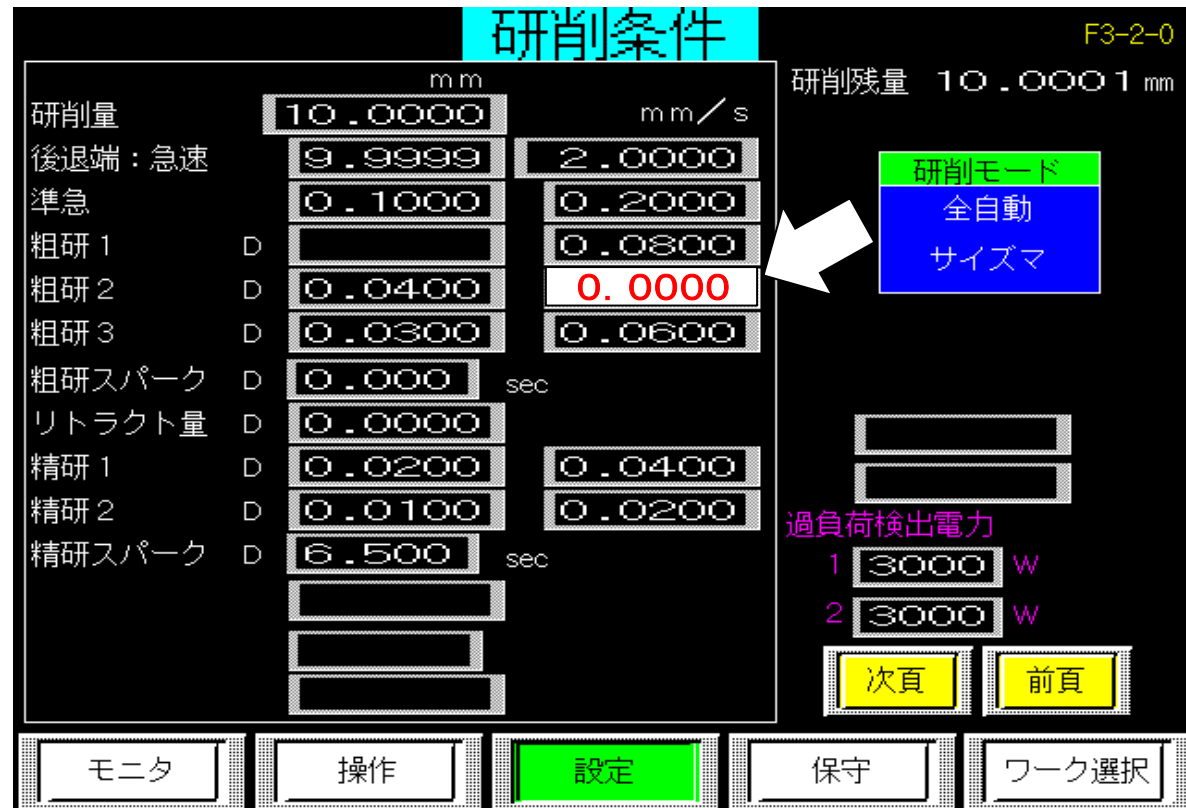 研削条件
F3-2-0
mm
研削残量 10.0001 mm
研削量 10.0000 mm/s
後退端：急速 9.9999 2.0000
準急 0.1000 0.2000
粗研1 D 0.0800
粗研2 D 0.0400 0.0000
粗研3 D 0.0300 0.0600
粗研スパーク D 0.000 sec
リトラクト量 D 0.0000
精研1 D 0.0200 0.0400
精研2 D 0.0100 0.0200
精研スパーク D 6.500 sec
研削モード
全自動
サイズマ
過負荷検出電力
1 3000 W
2 3000 W
次頁 前頁
モニタ 操作 設定 保守 ワーク選択